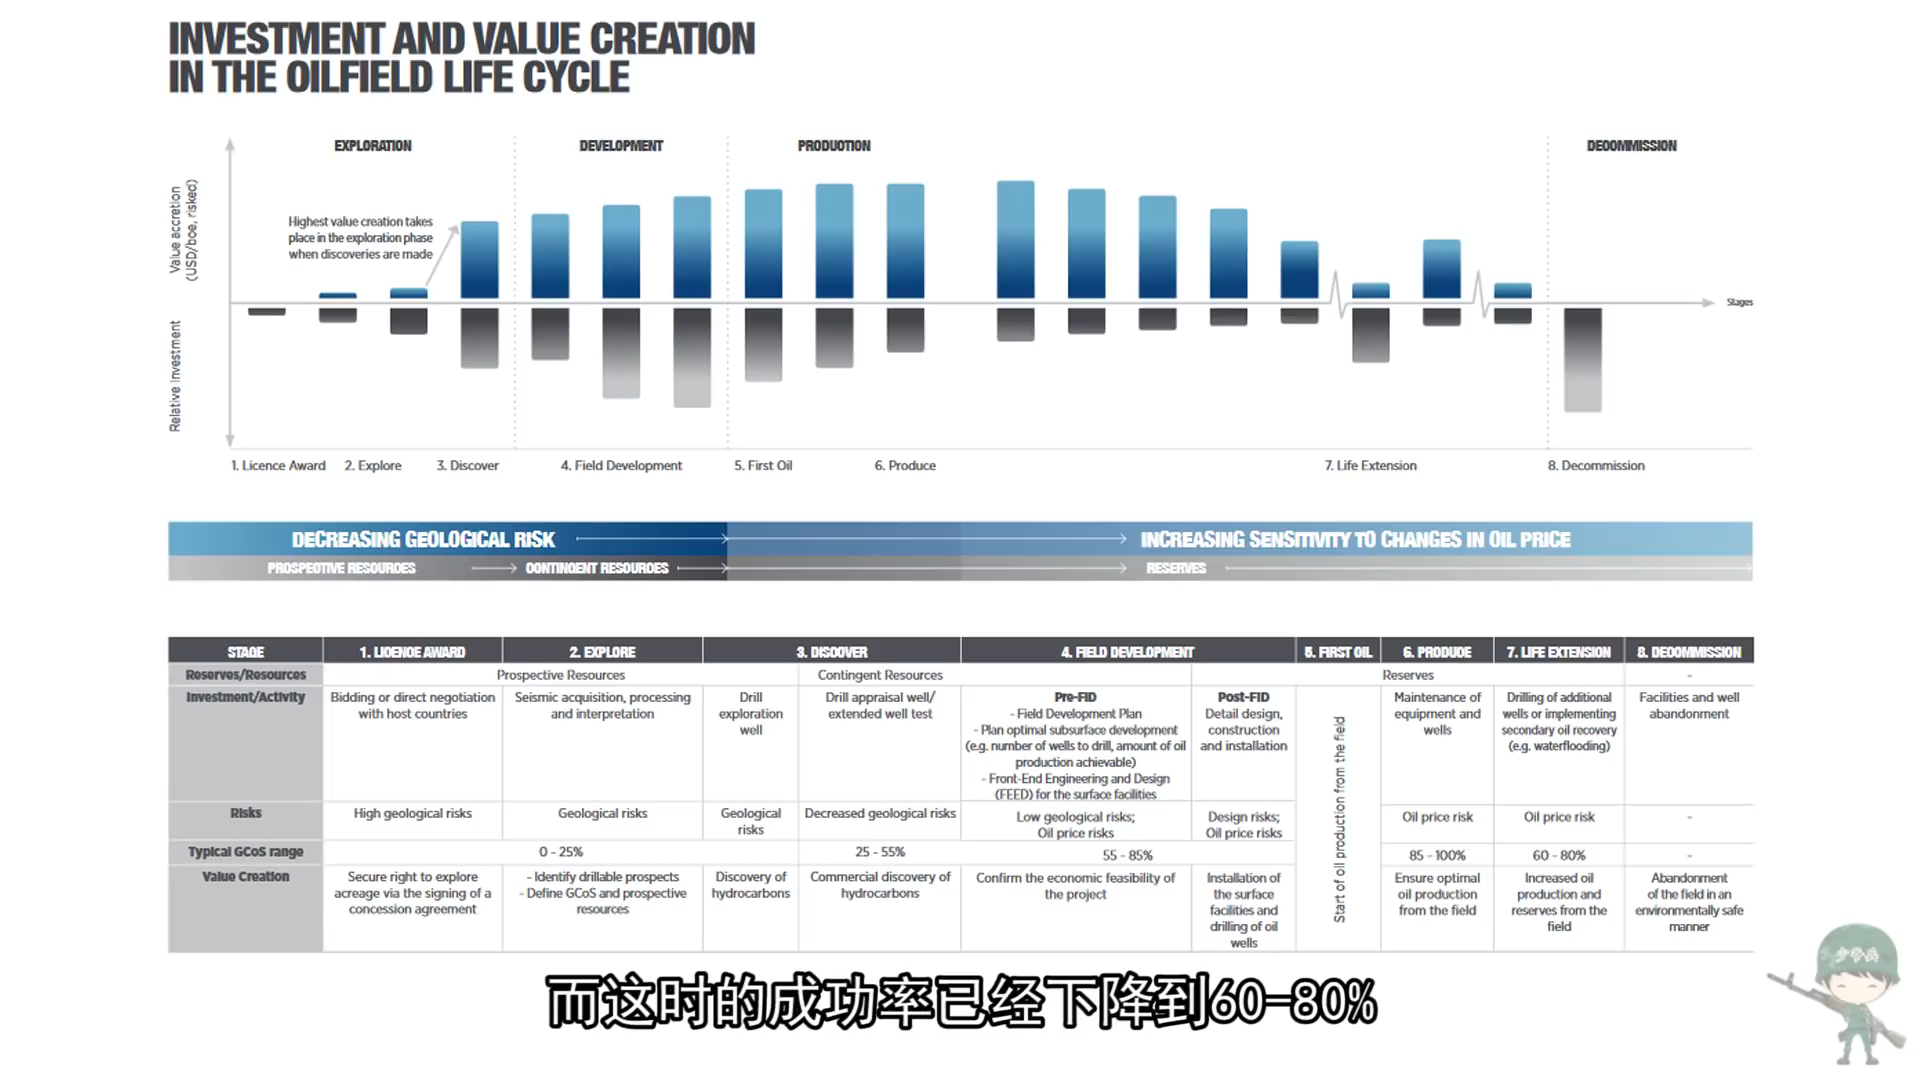 INVESTMENT AND VALUE CREATION
IN THE OILFIELD LIFE CYCLE
EXPLORATION
DEVELOPMENT
PRODUCTION
DECOMMISSION
Value accretion
(USD/boe, risked)
Relative Investment
Highest value creation takes
place in the exploration phase
when discoveries are made
Stages
1. Licence Award
2. Explore
3. Discover
4. Field Development
5. First Oil
6. Produce
7. Life Extension
8. Decommission
DECREASING GEOLOGICAL RISK
INCREASING SENSITIVITY TO CHANGES IN OIL PRICE
PROSPECTIVE RESOURCES
CONTINGENT RESOURCES
RESERVES
STAGE
1. LICENCE AWARD
2. EXPLORE
3. DISCOVER
4. FIELD DEVELOPMENT
5. FIRST OIL
6. PRODUCE
7. LIFE EXTENSION
8. DECOMMISSION
Reserves/Resources
Prospective Resources
Contingent Resources
Reserves
-
Investment/Activity
Bidding or direct negotiation
with host countries
Seismic acquisition, processing
and interpretation
Drill
exploration
well
Drill appraisal well/
extended well test
Pre-FID
- Field Development Plan
- Plan optimal subsurface development
(e.g. number of wells to drill, amount of oil
production achievable)
- Front-End Engineering and Design
(FEED) for the surface facilities
Post-FID
Detail design,
construction
and installation
Start of oil production from the field
Maintenance of
equipment and
wells
Drilling of additional
wells or implementing
secondary oil recovery
(e.g. waterflooding)
Facilities and well
abandonment
Risks
High geological risks
Geological risks
Geological
risks
Decreased geological risks
Low geological risks;
Oil price risks
Design risks;
Oil price risks
Oil price risk
Oil price risk
-
Typical GCoS range
0 - 25%
25 - 55%
55 - 85%
85 - 100%
60 - 80%
-
Value Creation
Secure right to explore
acreage via the signing of a
concession agreement
- Identify drillable prospects
- Define GCoS and prospective
resources
Discovery of
hydrocarbons
Commercial discovery of
hydrocarbons
Confirm the economic feasibility of
the project
Installation of
the surface
facilities and
drilling of oil
wells
Ensure optimal
oil production
from the field
Increased oil
production and
reserves from the
field
Abandonment
of the field in an
environmentally safe
manner
而这时的成功率已经下降到60-80%